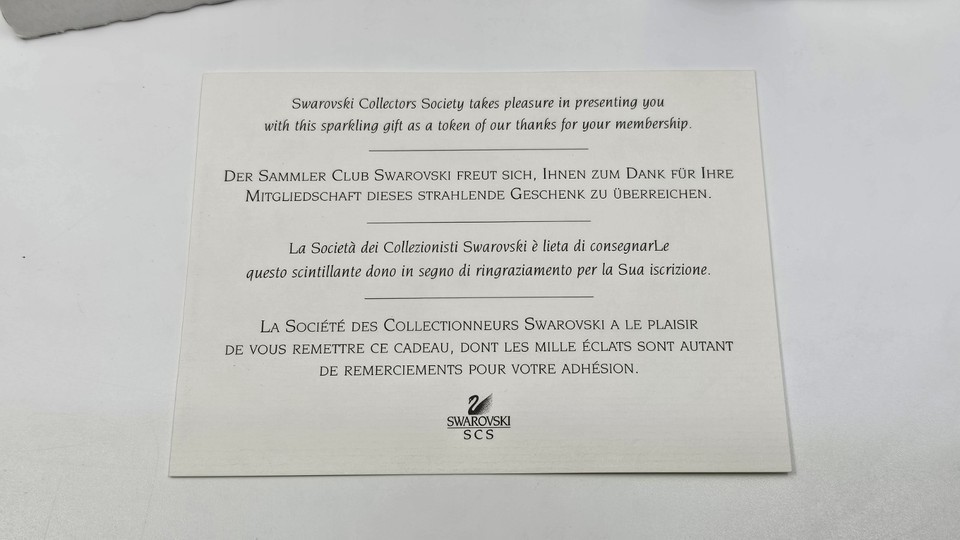 Swarovski Collectors Society takes pleasure in presenting you
with this sparkling gift as a token of our thanks for your membership.
DER SAMMLER CLUB SWAROVSKI FREUT SICH, IHNEN ZUM DANK FÜR IHRE
MITGLIEDSCHAFT DIESES STRAHLENDE GESCHENK ZU ÜBERREICHEN.
La Società dei Collezionisti Swarovski è lieta di consegnarLe
questo scintillante dono in segno di ringraziamento per la Sua iscrizione.
LA SOCIÉTÉ DES COLLECTIONNEURS SWAROVSKI A LE PLAISIR
DE VOUS REMETTRE CE CADEAU, DONT LES MILLE ÉCLATS SONT AUTANT
DE REMERCIEMENTS POUR VOTRE ADHÉSION.
SWAROVSKI
SCS